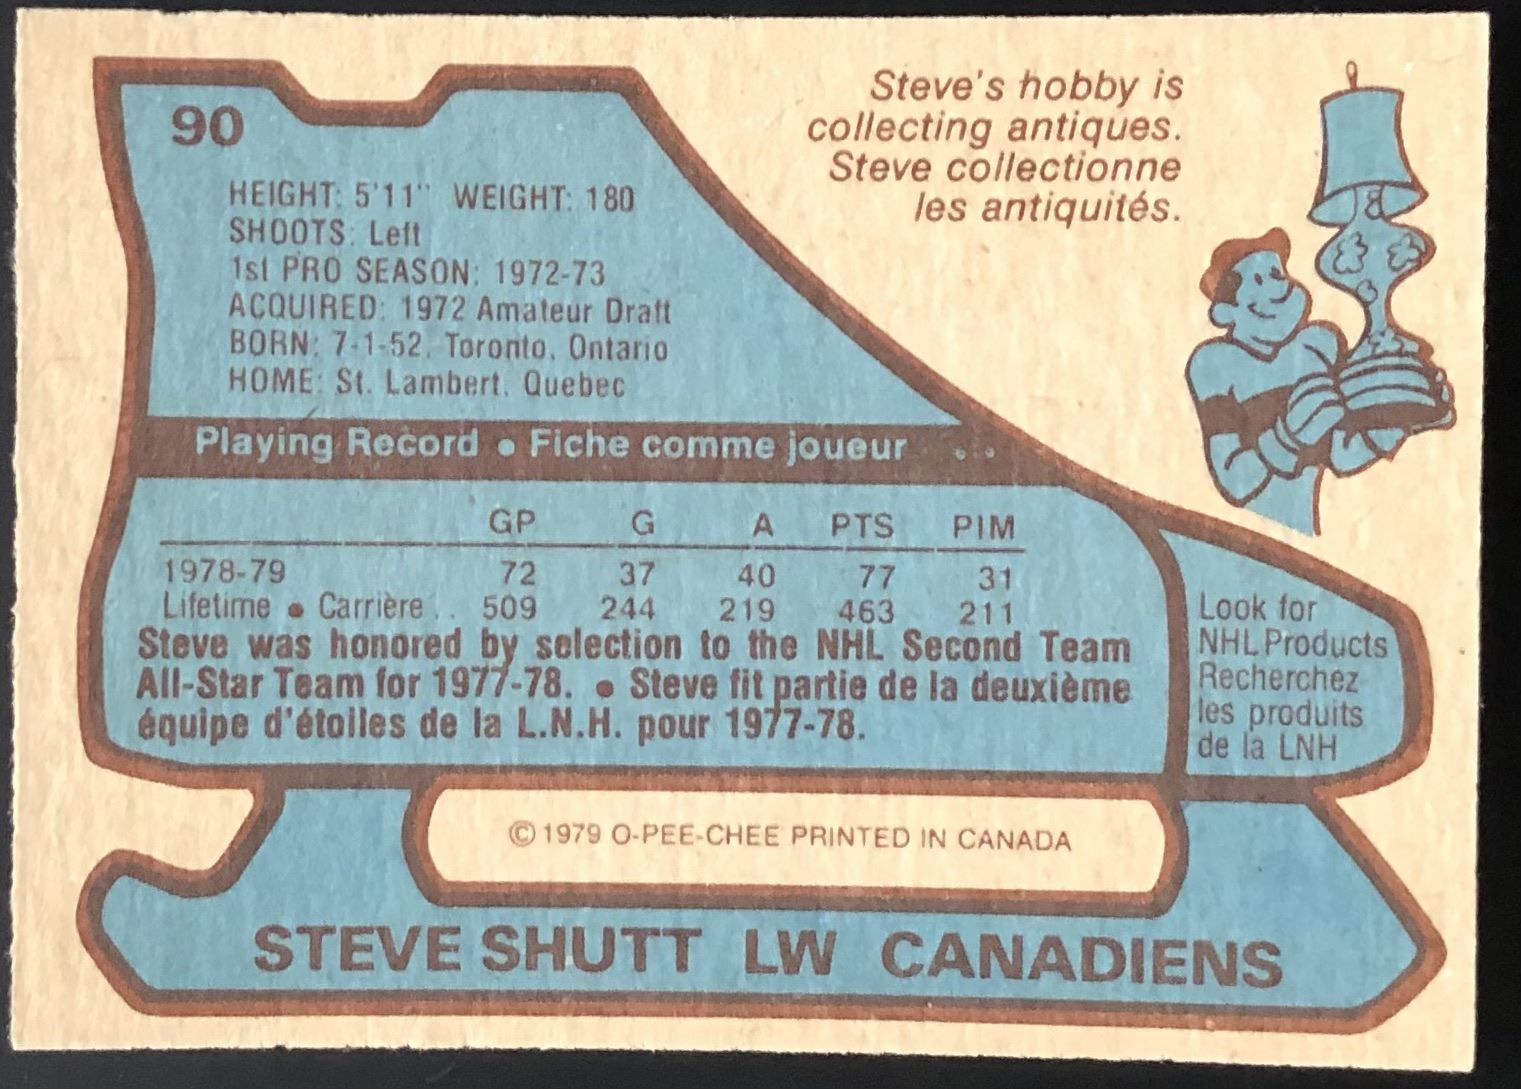 90
Steve's hobby is
collecting antiques.
Steve collectionne
les antiquités.
HEIGHT: 5'11" WEIGHT: 180
SHOOTS: Left
1st PRO SEASON: 1972-73
ACQUIRED: 1972 Amateur Draft
BORN: 7-1-52, Toronto, Ontario
HOME: St. Lambert, Quebec
Playing Record • Fiche comme joueur
GP G A PTS PIM
1978-79 72 37 40 77 31
Lifetime • Carrière . . 509 244 219 463 211
Steve was honored by selection to the NHL Second Team
All-Star Team for 1977-78. • Steve fit partie de la deuxième
équipe d'étoiles de la L.N.H. pour 1977-78.
Look for
NHL Products
Recherchez
les produits
de la LNH
© 1979 O-PEE-CHEE PRINTED IN CANADA
STEVE SHUTT LW CANADIENS